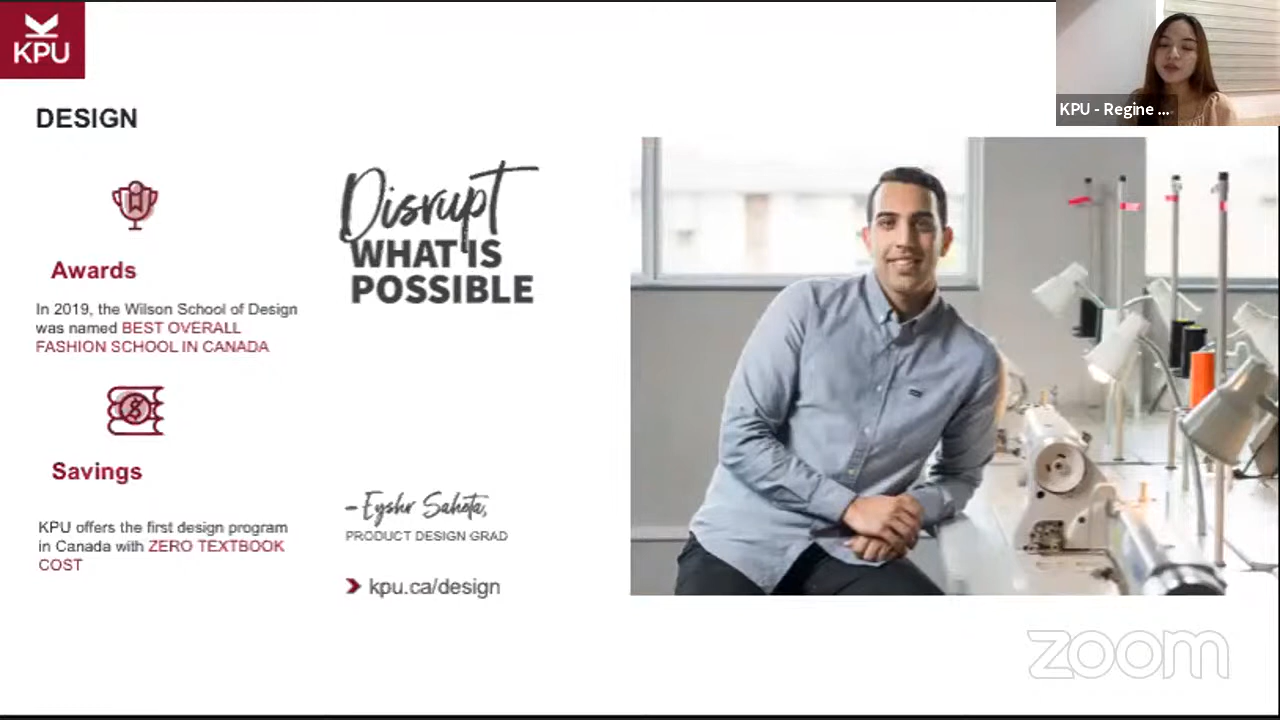 KPU
KPU - Regine ...
DESIGN
Disrupt
WHAT IS
POSSIBLE
Awards
In 2019, the Wilson School of Design
was named BEST OVERALL
FASHION SCHOOL IN CANADA
Savings
KPU offers the first design program
in Canada with ZERO TEXTBOOK
COST
– Eyshr Sahota,
PRODUCT DESIGN GRAD
kpu.ca/design
zoom